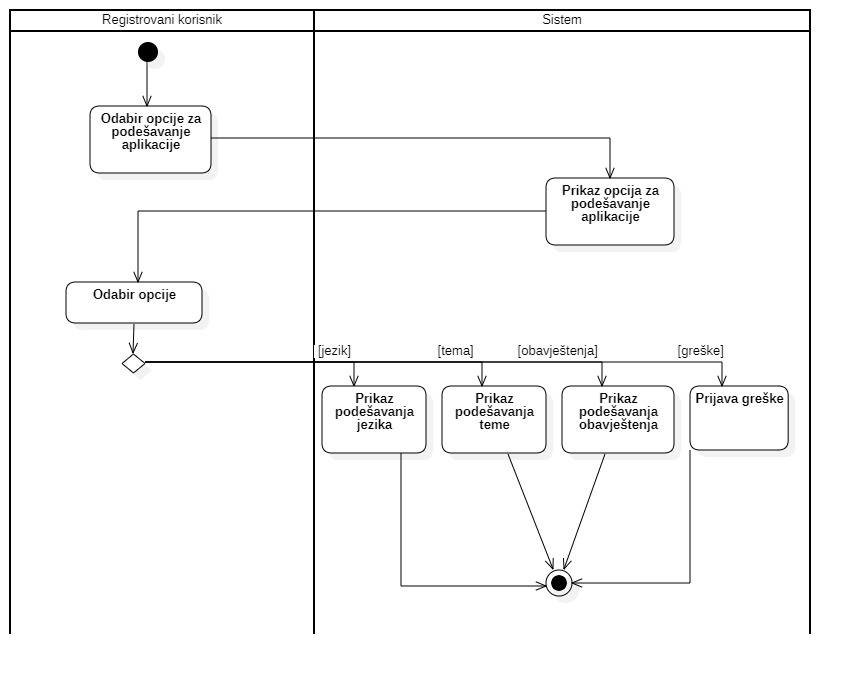 Registrovani korisnik
Sistem
Odabir opcije za
podešavanje
aplikacije
Prikaz opcija za
podešavanje
aplikacije
Odabir opcije
[jezik]
[tema]
[obavještenja]
[greške]
Prikaz
podešavanja
jezika
Prikaz
podešavanja
teme
Prikaz
podešavanja
obavještenja
Prijava greške